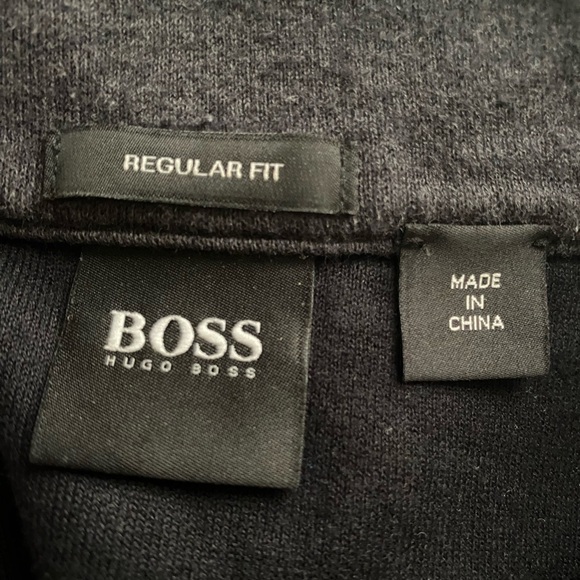 REGULAR FIT
BOSS
HUGO BOSS
MADE
IN
CHINA